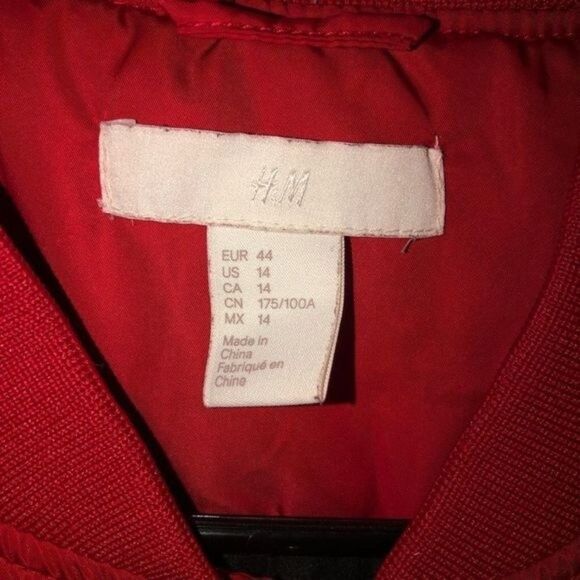 H&M
EUR 44
US 14
CA 14
CN 175/100A
MX 14
Made in
China
Fabriqué en
Chine